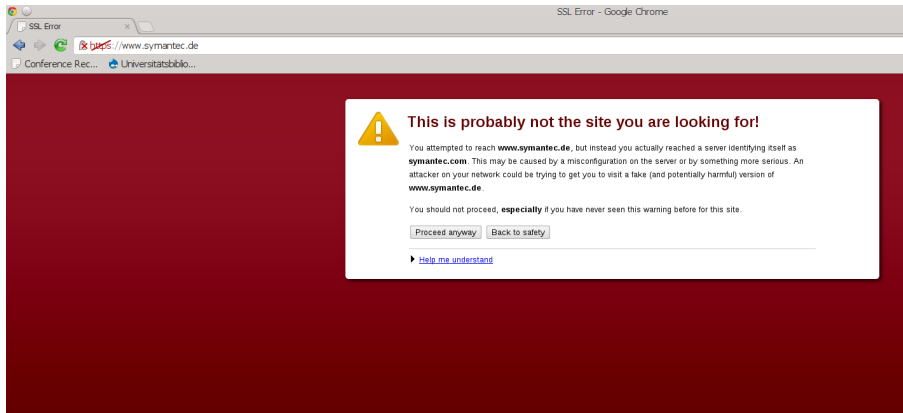 SSL Error - Google Chrome
SSL Error
https://www.symantec.de
Conference Rec... Universitätsbiblio...
This is probably not the site you are looking for!
You attempted to reach www.symantec.de, but instead you actually reached a server identifying itself as
symantec.com. This may be caused by a misconfiguration on the server or by something more serious. An
attacker on your network could be trying to get you to visit a fake (and potentially harmful) version of
www.symantec.de.
You should not proceed, especially if you have never seen this warning before for this site.
Proceed anyway Back to safety
Help me understand